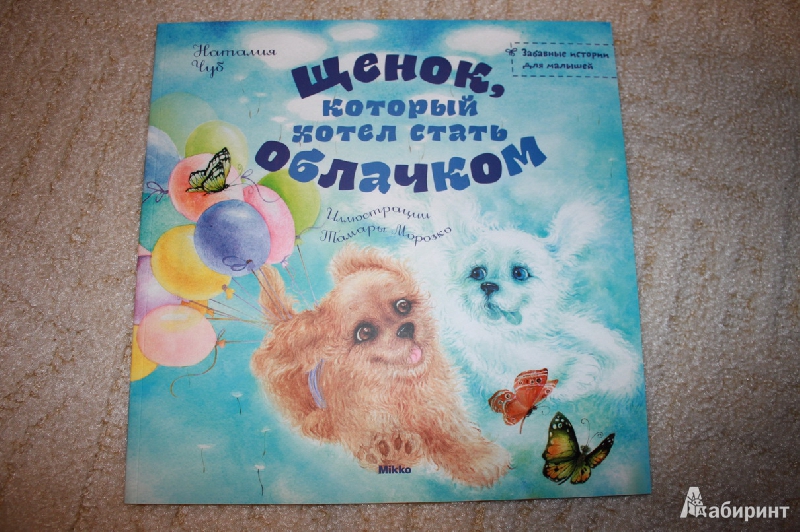 Наталия
Чуб
Забавные истории
для малышей
Щенок,
который
хотел стать
облачком
Иллюстрации
Тамары Морозко
Mikko
Лабиринт